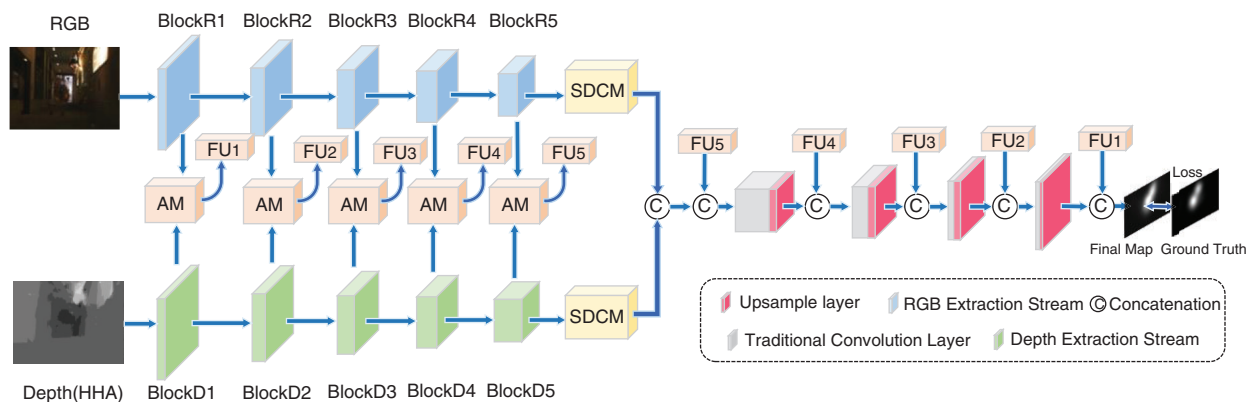 RGB
BlockR1
BlockR2
BlockR3
BlockR4
BlockR5
SDCM
FU1
FU2
FU3
FU4
FU5
AM
AM
AM
AM
AM
FU5
FU4
FU3
FU2
FU1
Loss
C
C
C
C
C
C
Final Map
Ground Truth
SDCM
Depth(HHA)
BlockD1
BlockD2
BlockD3
BlockD4
BlockD5
Upsample layer
RGB Extraction Stream
C Concatenation
Traditional Convolution Layer
Depth Extraction Stream